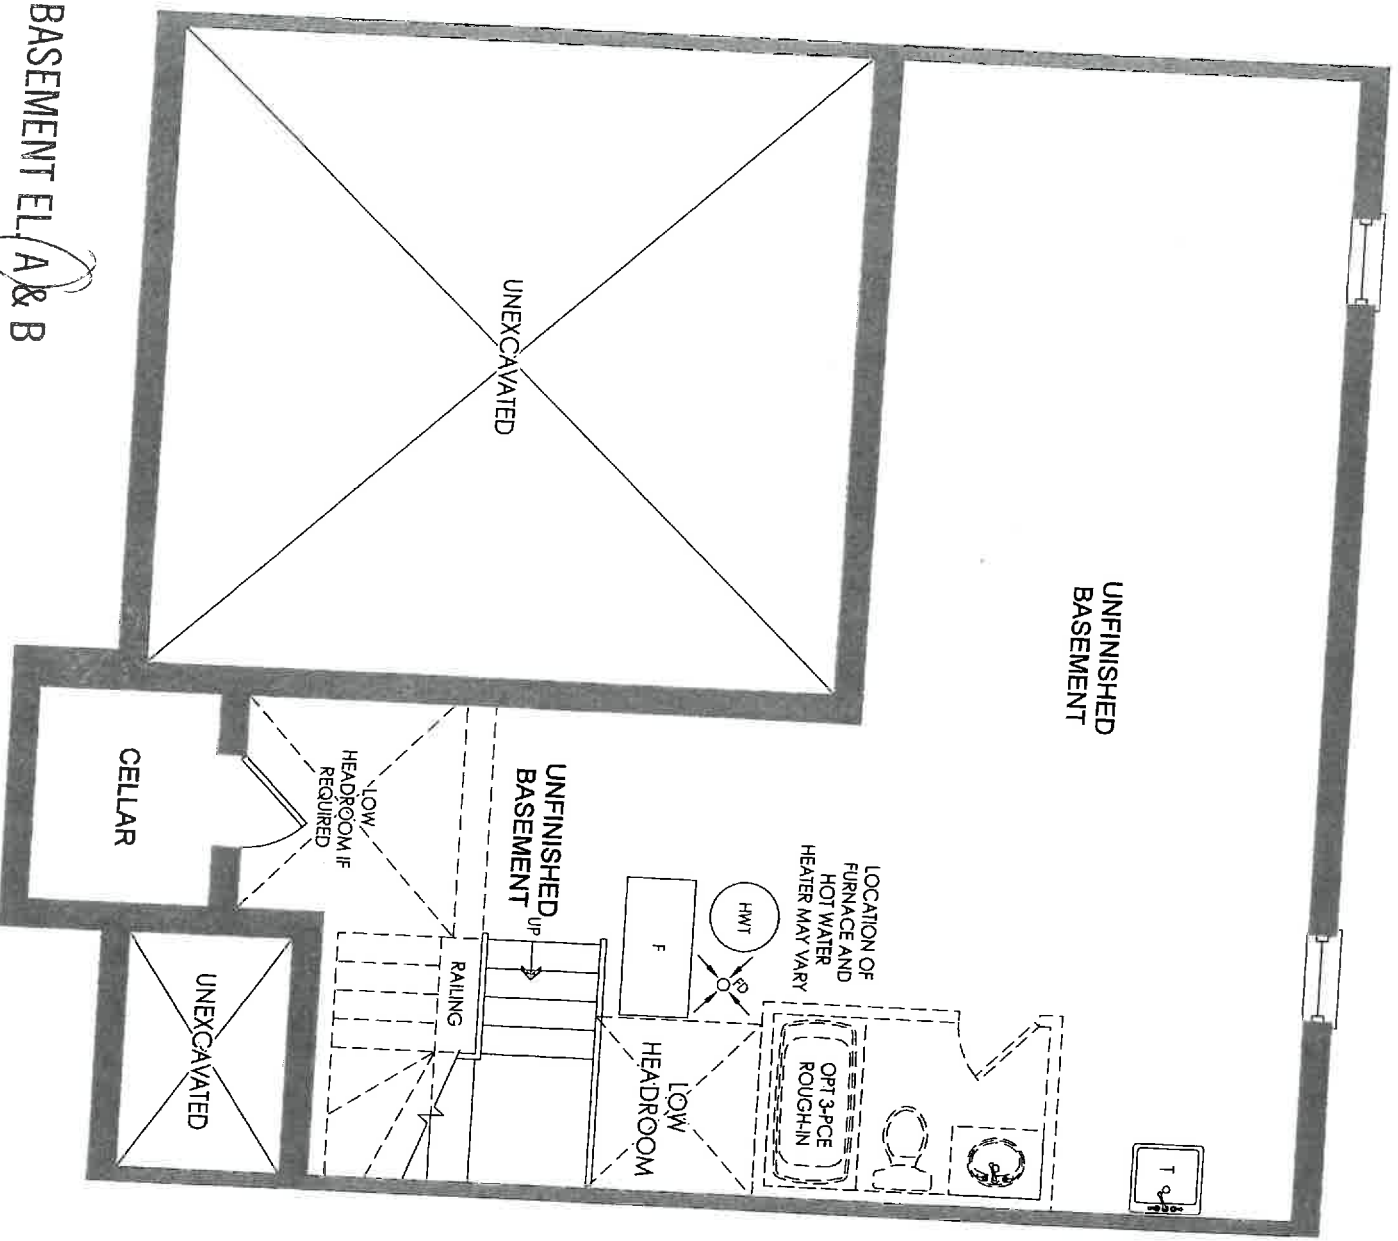 BASEMENT EL. A & B
UNEXCAVATED
UNFINISHED
BASEMENT
UNFINISHED
BASEMENT
UP
LOCATION OF
FURNACE AND
HOT WATER
HEATER MAY VARY
HWT
F
FD
LOW
HEADROOM IF
REQUIRED
CELLAR
RAILING
LOW
HEADROOM
OPT 3-PCE
ROUGH-IN
T
UNEXCAVATED